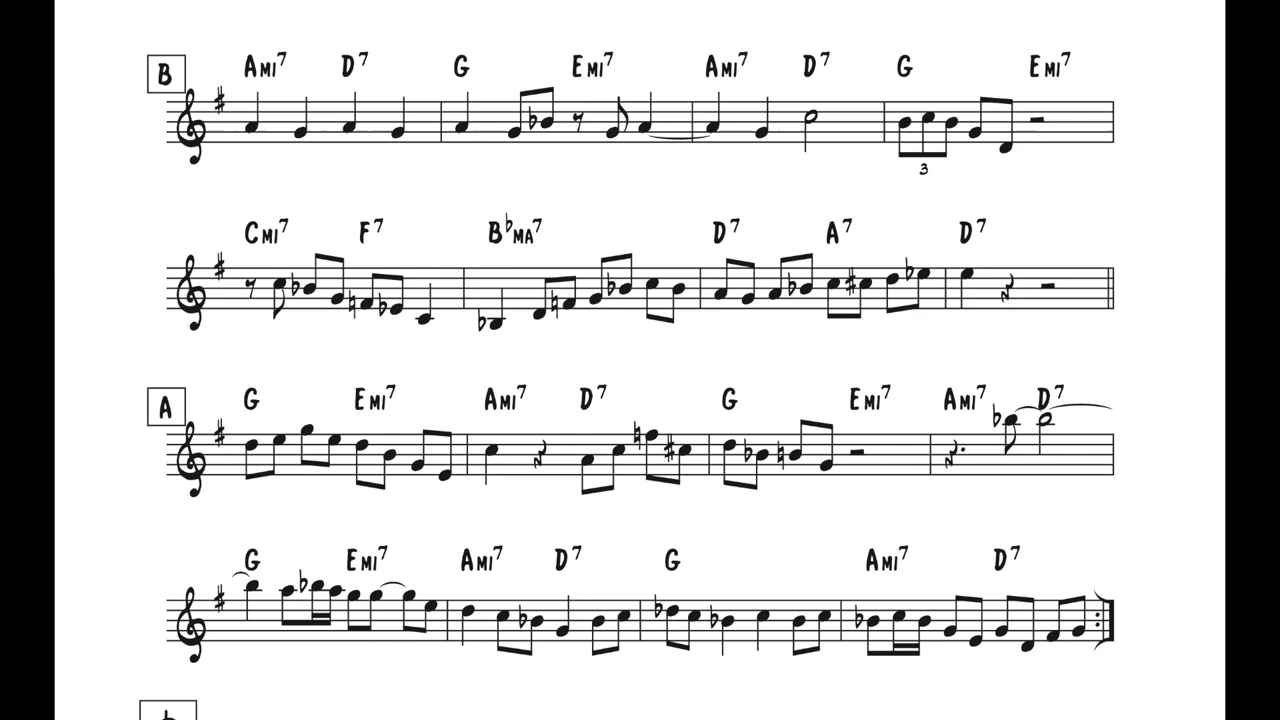 B Ami7 D7 G Emi7 Ami7 D7 G Emi7
3
Cmi7 F7 B♭ma7 D7 A7 D7
A G Emi7 Ami7 D7 G Emi7 Ami7 D7
G Emi7 Ami7 D7 G Ami7 D7